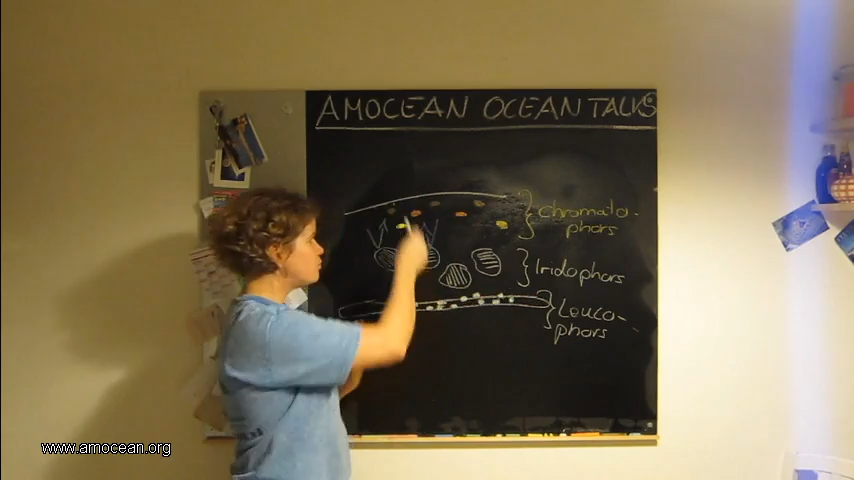 AMOCEAN OCEAN TALKS
chromato-
phors
Iridophors
Leuco-
phors
www.amocean.org